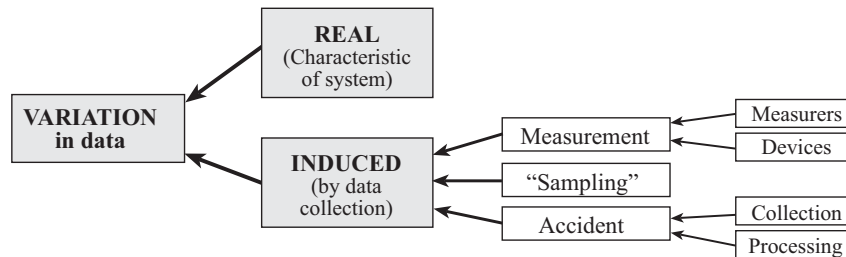 REAL
(Characteristic
of system)
VARIATION
in data
INDUCED
(by data
collection)
Measurement
“Sampling”
Accident
Measurers
Devices
Collection
Processing